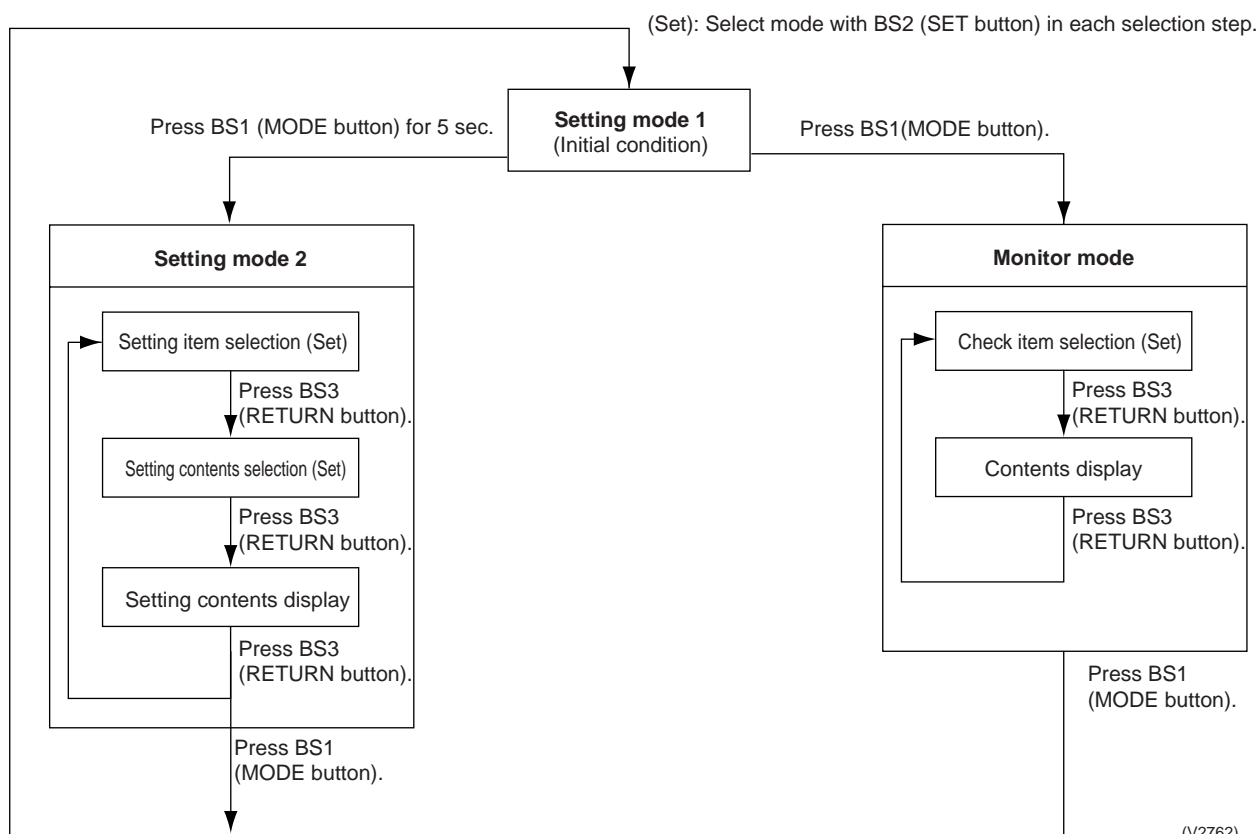 (Set): Select mode with BS2 (SET button) in each selection step.
Setting mode 1
(Initial condition)
Press BS1 (MODE button) for 5 sec.
Press BS1(MODE button).
Setting mode 2
Setting item selection (Set)
Press BS3
(RETURN button).
Setting contents selection (Set)
Press BS3
(RETURN button).
Setting contents display
Press BS3
(RETURN button).
Press BS1
(MODE button).
Monitor mode
Check item selection (Set)
Press BS3
(RETURN button).
Contents display
Press BS3
(RETURN button).
Press BS1
(MODE button).
(V2762)